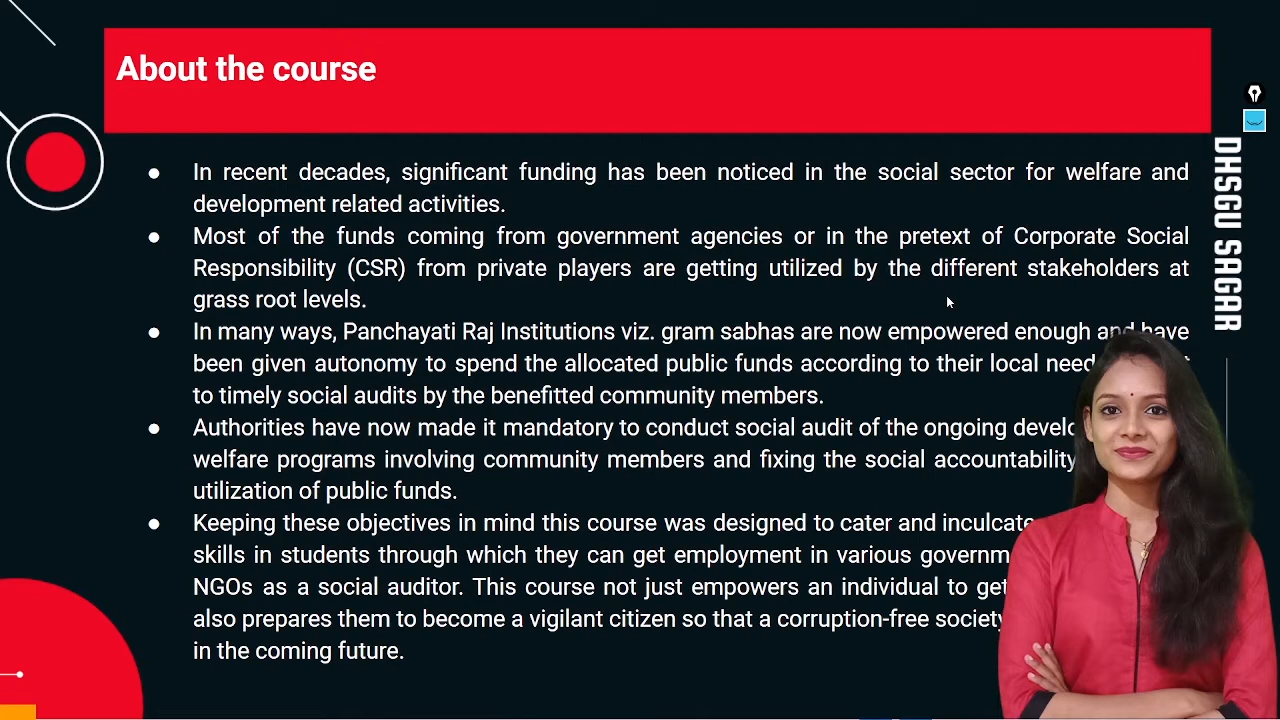 About the course
● In recent decades, significant funding has been noticed in the social sector for welfare and
development related activities.
● Most of the funds coming from government agencies or in the pretext of Corporate Social
Responsibility (CSR) from private players are getting utilized by the different stakeholders at
grass root levels.
● In many ways, Panchayati Raj Institutions viz. gram sabhas are now empowered enough and have
been given autonomy to spend the allocated public funds according to their local
to timely social audits by the benefitted community members.
● Authorities have now made it mandatory to conduct social audit of the ongoing
welfare programs involving community members and fixing the social accountability
utilization of public funds.
● Keeping these objectives in mind this course was designed to cater and inculcate
skills in students through which they can get employment in various
NGOs as a social auditor. This course not just empowers an individual to get
also prepares them to become a vigilant citizen so that a corruption-free society
in the coming future.
DHSGU SAGAR